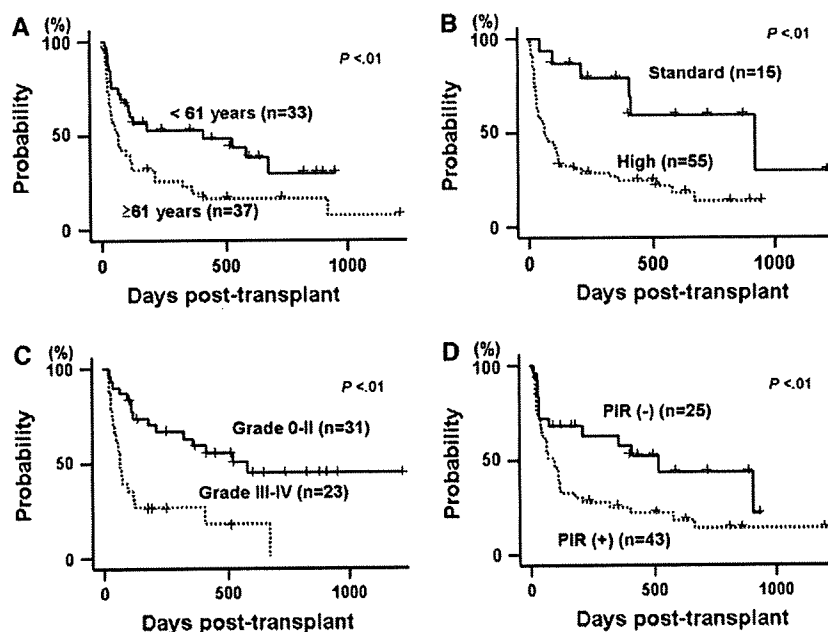 A
(%)
100
50
0
Probability
P <.01
< 61 years (n=33)
≥61 years (n=37)
0
500
1000
Days post-transplant
B
(%)
100
50
0
Probability
P <.01
Standard (n=15)
High (n=55)
0
500
1000
Days post-transplant
C
(%)
100
50
0
Probability
P <.01
Grade 0-II (n=31)
Grade III-IV (n=23)
0
500
1000
Days post-transplant
D
(%)
100
50
0
Probability
P <.01
PIR (-) (n=25)
PIR (+) (n=43)
0
500
1000
Days post-transplant